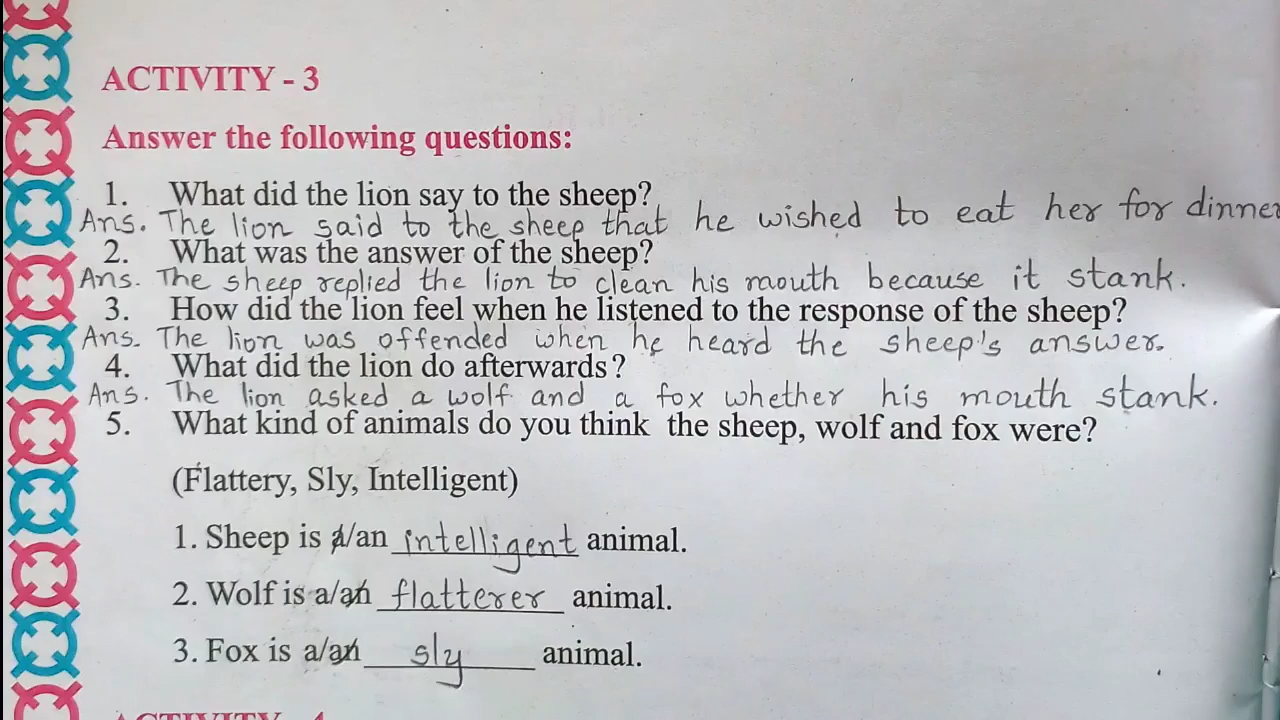 ACTIVITY - 3
Answer the following questions:
1. What did the lion say to the sheep?
Ans. The lion said to the sheep that he wished to eat her for dinner
2. What was the answer of the sheep?
Ans. The sheep replied the lion to clean his mouth because it stank.
3. How did the lion feel when he listened to the response of the sheep?
Ans. The lion was offended when he heard the sheep's answer.
4. What did the lion do afterwards?
Ans. The lion asked a wolf and a fox whether his mouth stank.
5. What kind of animals do you think the sheep, wolf and fox were?
(Flattery, Sly, Intelligent)
1. Sheep is a/an intelligent animal.
2. Wolf is a/an flatterer animal.
3. Fox is a/an sly animal.
ACTIVITY - 4